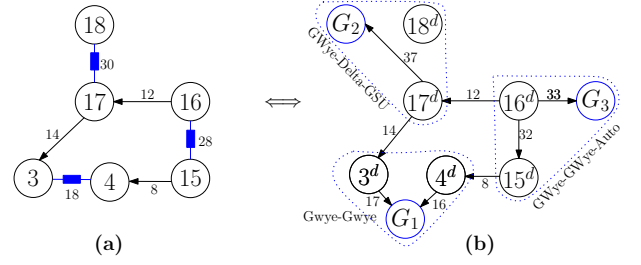 18
30
17
12
16
14
28
3
18
4
8
15
(a)
⟺
G₂
18ᵈ
GWye-Delta-GSU
37
17ᵈ
12
16ᵈ
33
G₃
14
32
GWye-GWye-Auto
3ᵈ
4ᵈ
8
15ᵈ
17
16
Gwye-Gwye
G₁
(b)